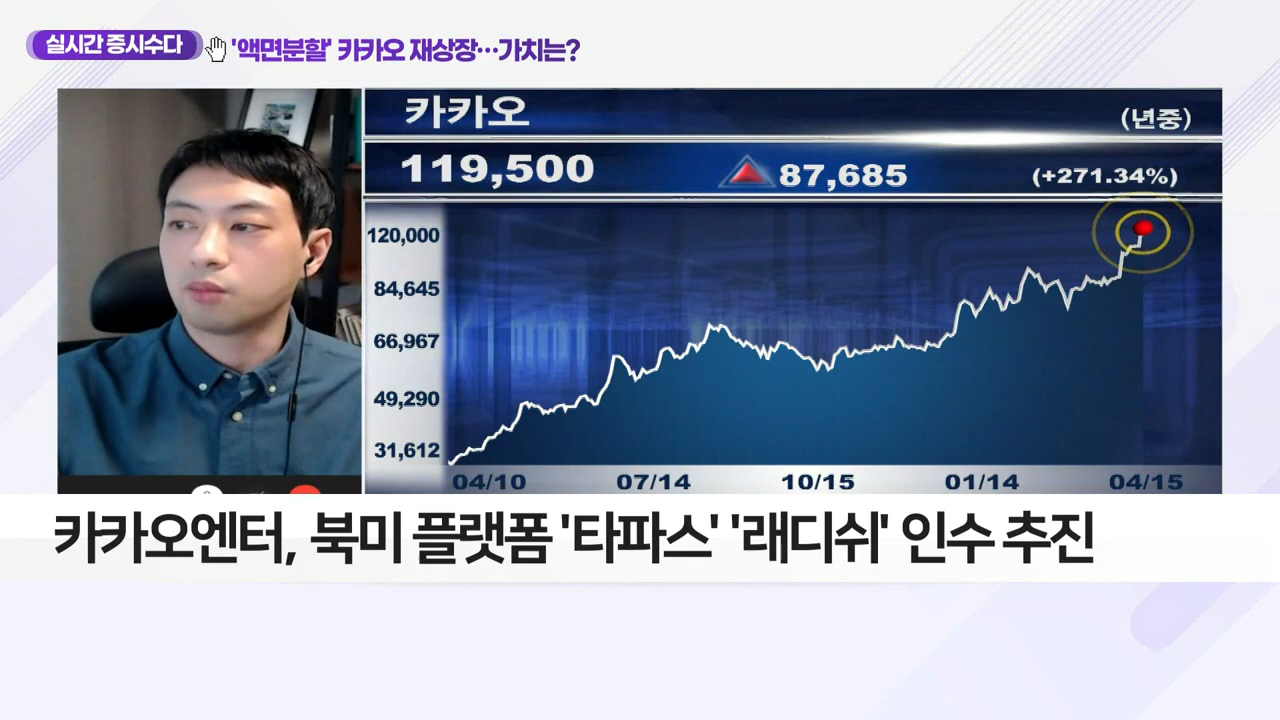 실시간 증시수다
'액면분할' 카카오 재상장…가치는?
카카오
(년중)
119,500
87,685
(+271.34%)
120,000
84,645
66,967
49,290
31,612
04/10
07/14
10/15
01/14
04/15
카카오엔터, 북미 플랫폼 '타파스' '래디쉬' 인수 추진